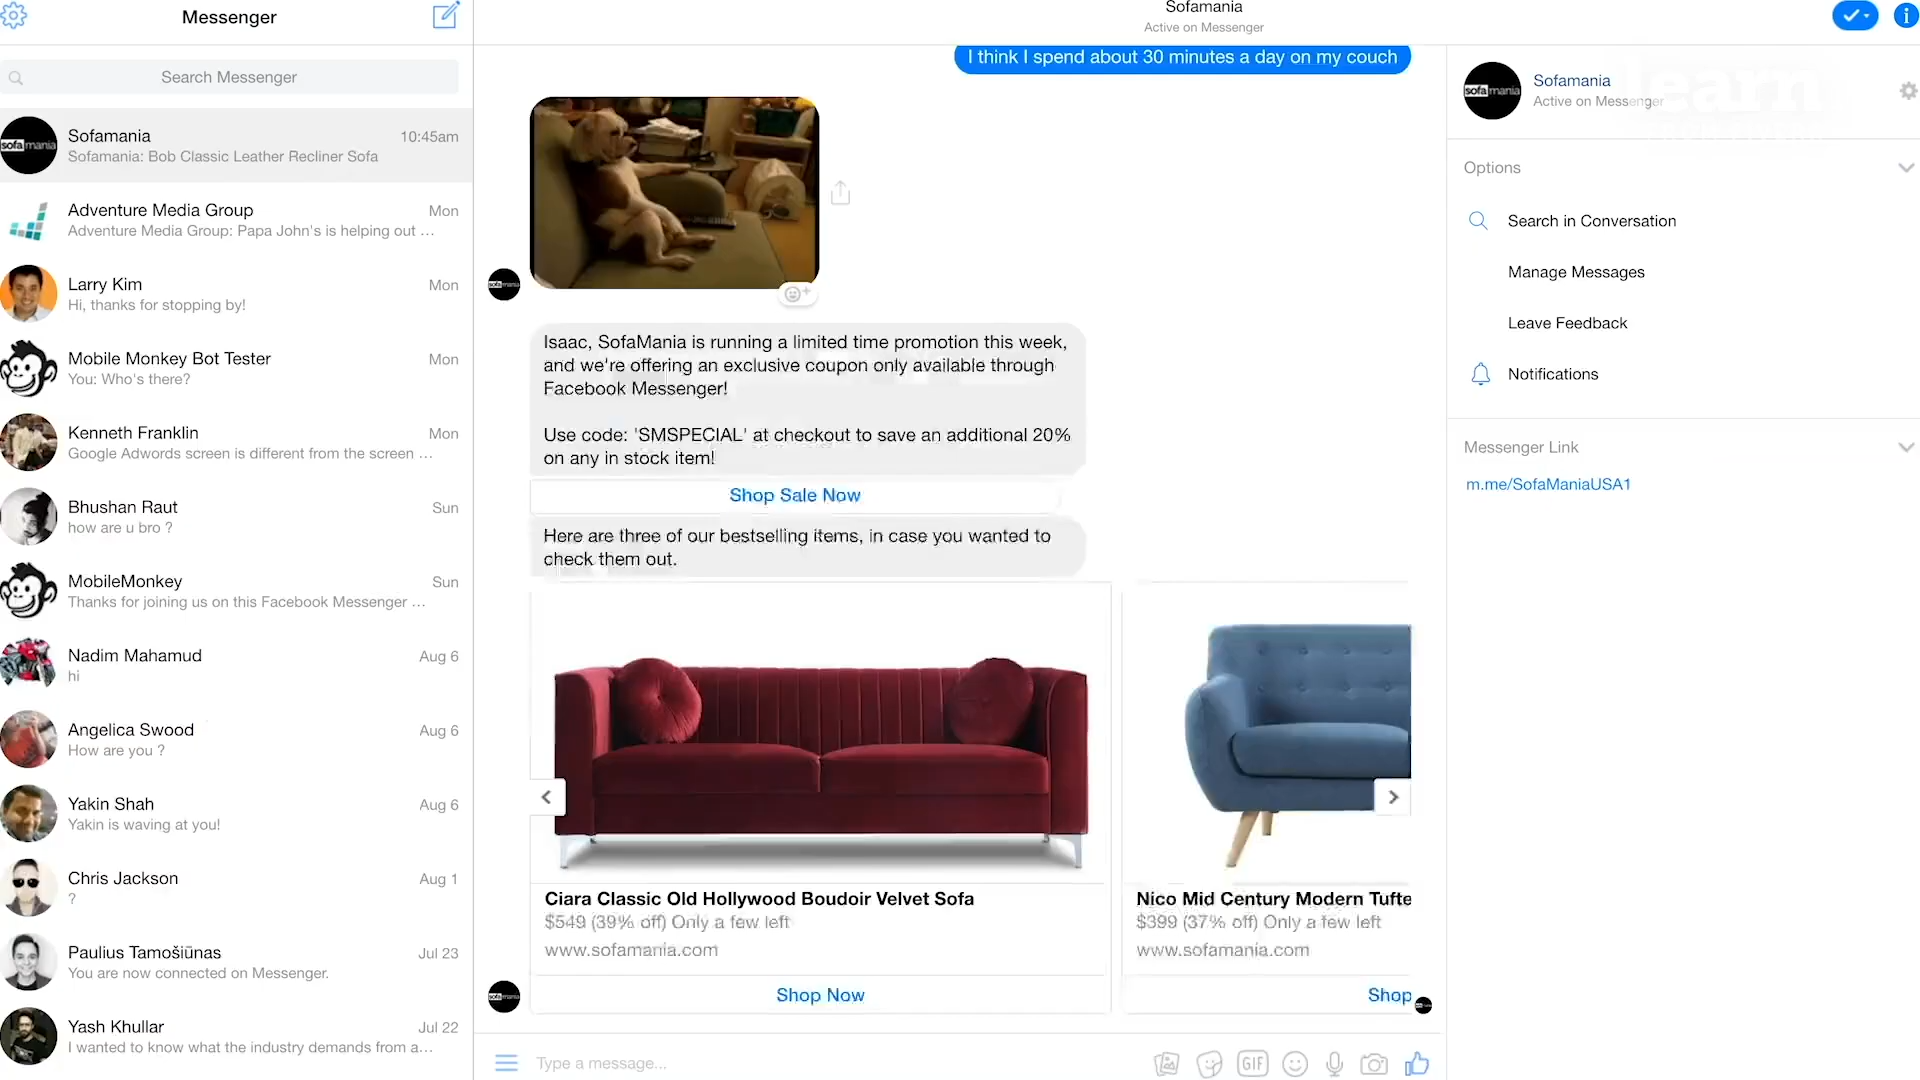 Messenger
Search Messenger
Sofamania
10:45am
Sofamania: Bob Classic Leather Recliner Sofa
Adventure Media Group
Mon
Adventure Media Group: Papa John's is helping out ...
Larry Kim
Mon
Hi, thanks for stopping by!
Mobile Monkey Bot Tester
Mon
You: Who's there?
Kenneth Franklin
Mon
Google Adwords screen is different from the screen ...
Bhushan Raut
Sun
how are u bro ?
MobileMonkey
Sun
Thanks for joining us on this Facebook Messenger ...
Nadim Mahamud
Aug 6
hi
Angelica Swood
Aug 6
How are you ?
Yakin Shah
Aug 6
Yakin is waving at you!
Chris Jackson
Aug 1
?
Paulius Tamošiūnas
Jul 23
You are now connected on Messenger.
Yash Khullar
Jul 22
I wanted to know what the industry demands from a...
Sofamania
Active on Messenger
I think I spend about 30 minutes a day on my couch
Isaac, SofaMania is running a limited time promotion this week,
and we're offering an exclusive coupon only available through
Facebook Messenger!
Use code: 'SMSPECIAL' at checkout to save an additional 20%
on any in stock item!
Shop Sale Now
Here are three of our bestselling items, in case you wanted to
check them out.
Ciara Classic Old Hollywood Boudoir Velvet Sofa
$549 (39% off) Only a few left
www.sofamania.com
Shop Now
Nico Mid Century Modern Tufte
$399 (37% off) Only a few left
www.sofamania.com
Shop
Type a message...
GIF
sofamania
Sofamania
Active on Messenger
learn
Options
Search in Conversation
Manage Messages
Leave Feedback
Notifications
Messenger Link
m.me/SofaManiaUSA1